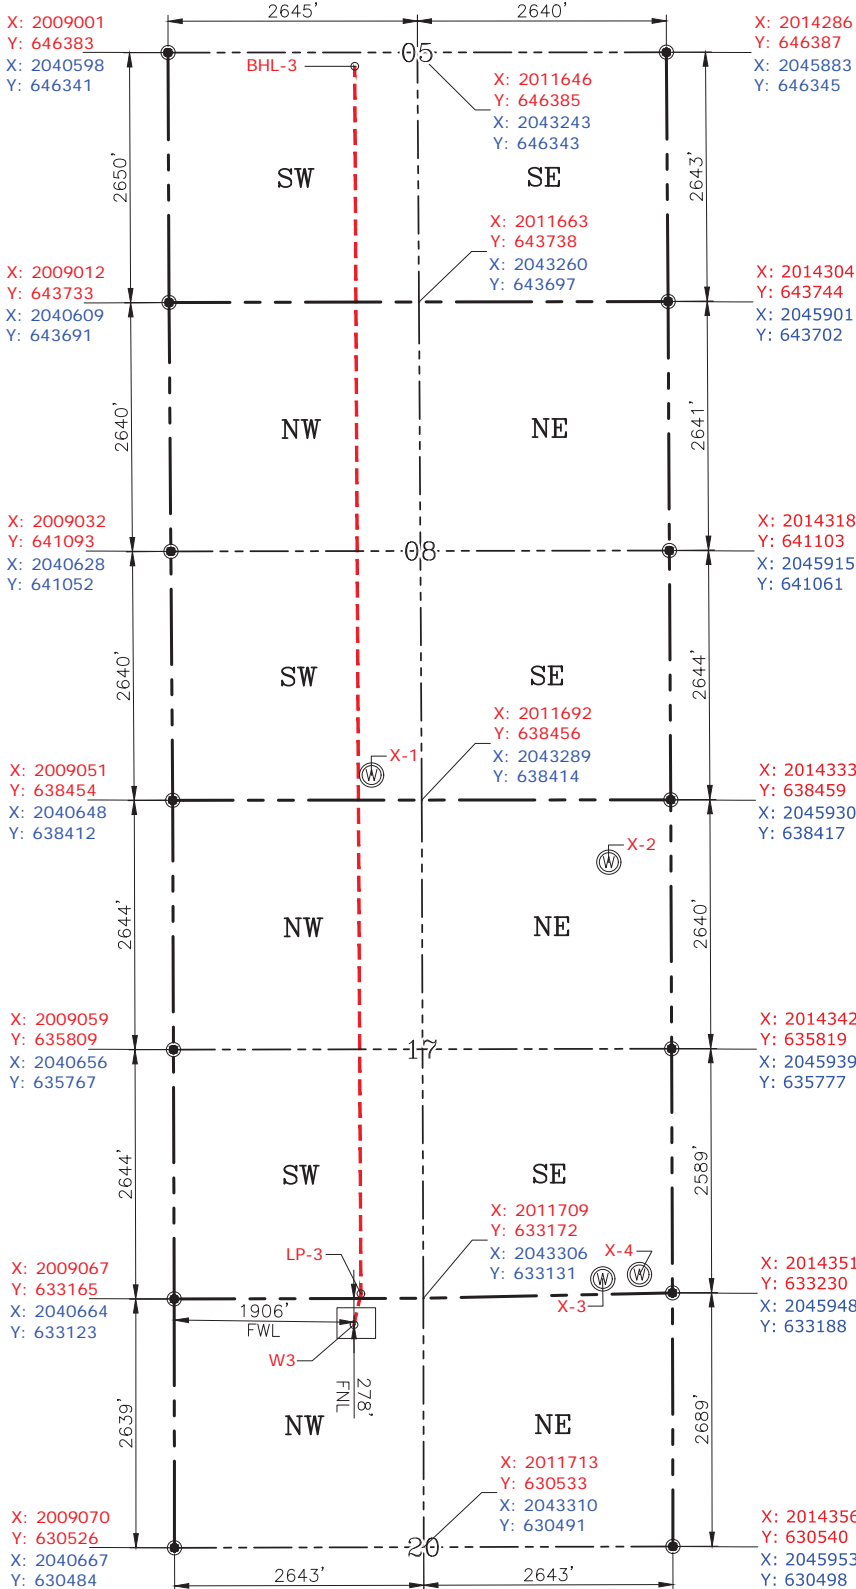 2645'
2640'
X: 2009001
Y: 646383
X: 2040598
Y: 646341
BHL-3
05
X: 2014286
Y: 646387
X: 2045883
Y: 646345
X: 2011646
Y: 646385
X: 2043243
Y: 646343
2650'
SW
SE
2643'
X: 2011663
Y: 643738
X: 2043260
Y: 643697
X: 2009012
Y: 643733
X: 2040609
Y: 643691
X: 2014304
Y: 643744
X: 2045901
Y: 643702
2640'
NW
NE
2641'
X: 2009032
Y: 641093
X: 2040628
Y: 641052
08
X: 2014318
Y: 641103
X: 2045915
Y: 641061
2640'
SW
SE
2644'
X: 2011692
Y: 638456
X: 2043289
Y: 638414
X-1
W
X: 2009051
Y: 638454
X: 2040648
Y: 638412
X: 2014333
Y: 638459
X: 2045930
Y: 638417
X-2
W
2644'
NW
NE
2640'
X: 2009059
Y: 635809
X: 2040656
Y: 635767
17
X: 2014342
Y: 635819
X: 2045939
Y: 635777
2644'
SW
SE
2589'
X: 2011709
Y: 633172
X: 2043306
Y: 633131
LP-3
X-4
W
W
X-3
X: 2009067
Y: 633165
X: 2040664
Y: 633123
X: 2014351
Y: 633230
X: 2045948
Y: 633188
1906'
FWL
W3
278'
FNL
2639'
NW
NE
2689'
X: 2011713
Y: 630533
X: 2043310
Y: 630491
X: 2009070
Y: 630526
X: 2040667
Y: 630484
20
X: 2014356
Y: 630540
X: 2045953
Y: 630498
2643'
2643'